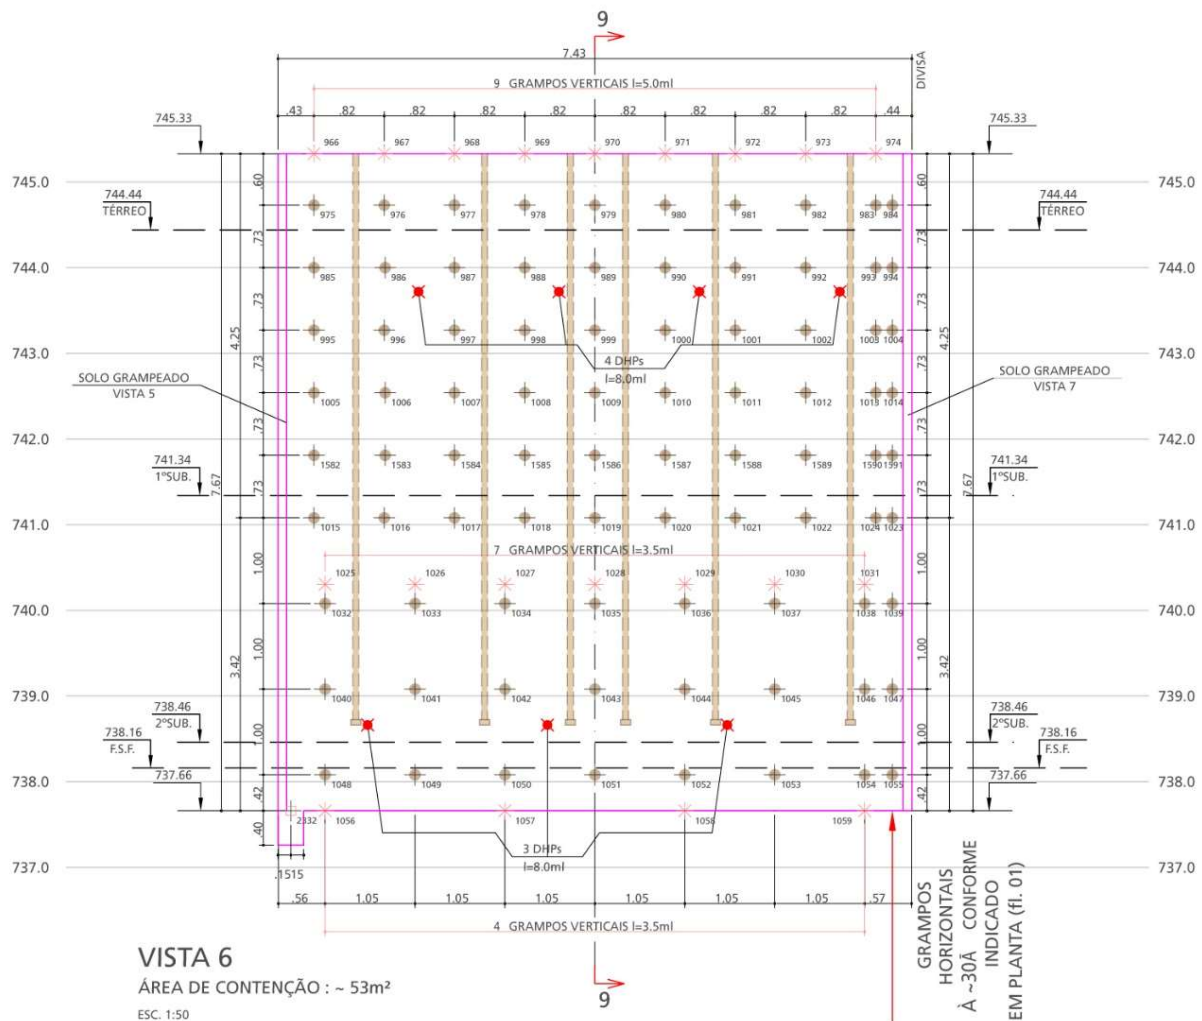 9
7.43
DIVISA
9 GRAMPOS VERTICAIS l=5.0ml
.43 .82 .82 .82 .82 .82 .82 .82 .82 .44
745.33 745.33
966 967 968 969 970 971 972 973 974
745.0 745.0
.60 .60
744.44 744.44
TÉRREO TÉRREO
975 976 977 978 979 980 981 982 983 984
.73 .73
744.0 744.0
985 986 987 988 989 990 991 992 993 994
.73 .73
4.25 4.25
995 996 997 998 999 1000 1001 1002 1003 1004
743.0 743.0
.73 .73
4 DHPs
l=8.0ml
SOLO GRAMPEADO
VISTA 5
SOLO GRAMPEADO
VISTA 7
1005 1006 1007 1008 1009 1010 1011 1012 1013 1014
.73 .73
742.0 742.0
1582 1583 1584 1585 1586 1587 1588 1589 1590 1591
741.34 741.34
1ºSUB. 1ºSUB.
7.67 7.67
.73 .73
741.0 741.0
1015 1016 1017 1018 1019 1020 1021 1022 1024 1023
7 GRAMPOS VERTICAIS l=3.5ml
1.00 1.00
1025 1026 1027 1028 1029 1030 1031
740.0 740.0
1032 1033 1034 1035 1036 1037 1038 1039
3.42 3.42
1.00 1.00
739.0 739.0
1040 1041 1042 1043 1044 1045 1046 1047
738.46 738.46
2ºSUB. 2ºSUB.
738.16 738.16
F.S.F. F.S.F.
1.00 1.00
738.0 738.0
1048 1049 1050 1051 1052 1053 1054 1055
737.66 737.66
.42 .42
2332 1056 1057 1058 1059
.40
3 DHPs
l=8.0ml
737.0 737.0
.1515
.56 1.05 1.05 1.05 1.05 1.05 1.05 .57
4 GRAMPOS VERTICAIS l=3.5ml
GRAMPOS
HORIZONTAIS
À ~30Â CONFORME
INDICADO
EM PLANTA (fl. 01)
9
VISTA 6
ÁREA DE CONTENÇÃO : ~ 53m²
ESC. 1:50